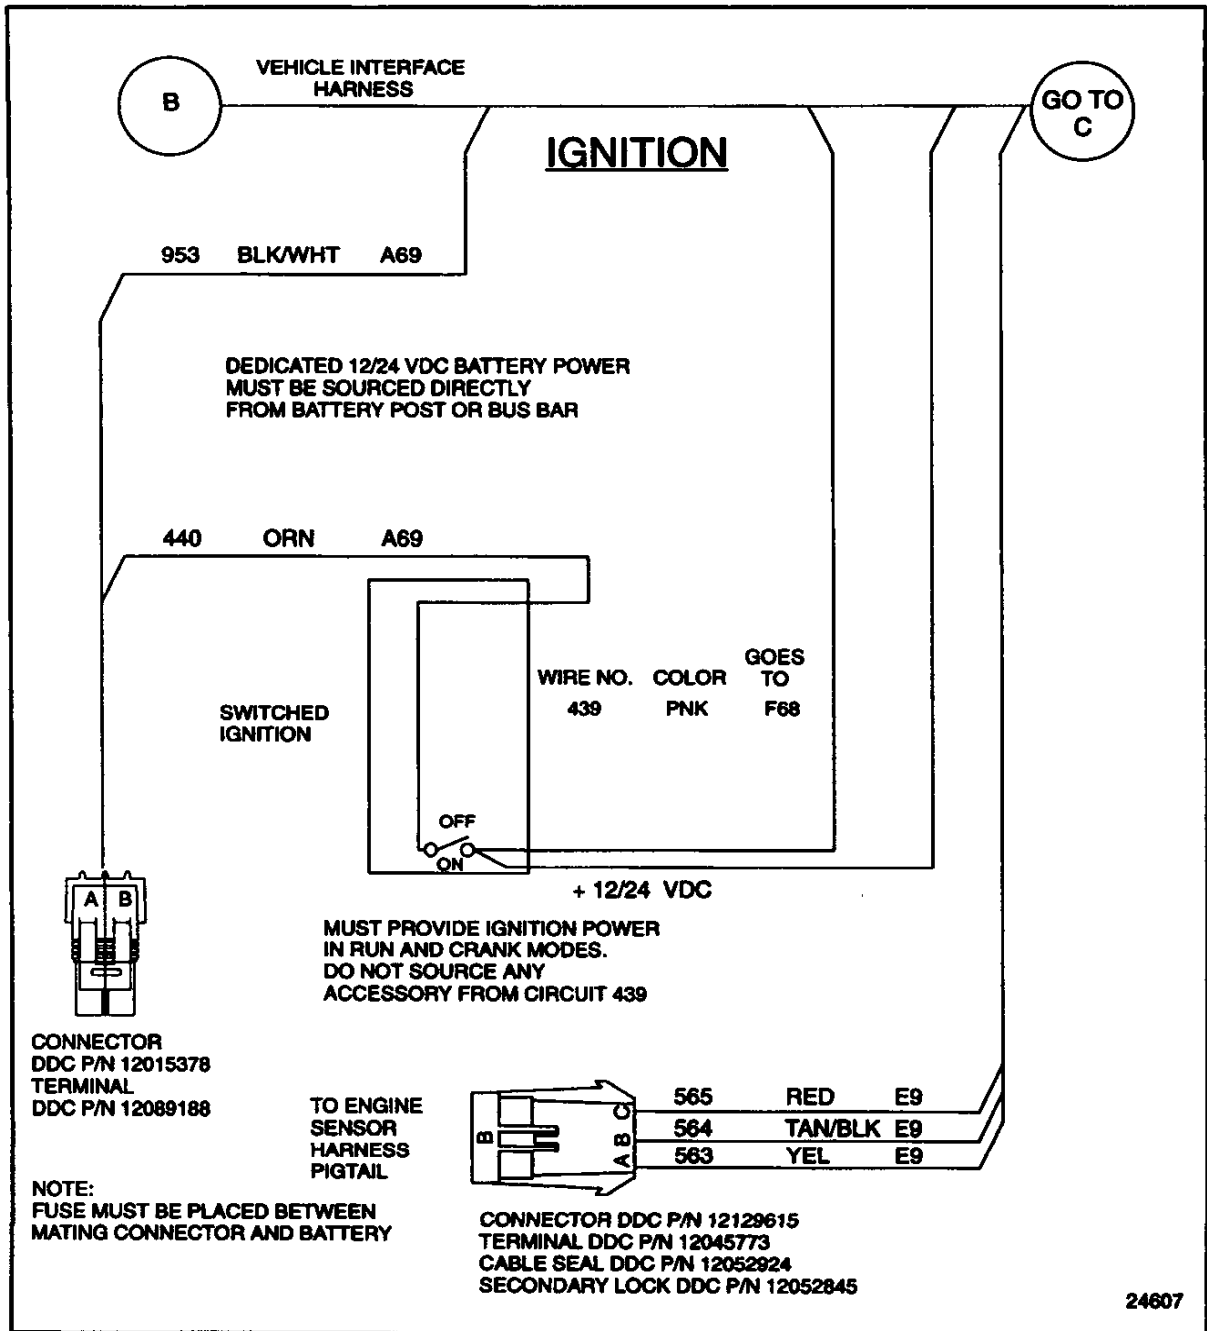 VEHICLE INTERFACE
HARNESS
B
GO TO
C
IGNITION
953 BLK/WHT A69
DEDICATED 12/24 VDC BATTERY POWER
MUST BE SOURCED DIRECTLY
FROM BATTERY POST OR BUS BAR
440 ORN A69
WIRE NO. COLOR GOES TO
439 PNK F68
SWITCHED
IGNITION
OFF
ON
+ 12/24 VDC
A B
MUST PROVIDE IGNITION POWER
IN RUN AND CRANK MODES.
DO NOT SOURCE ANY
ACCESSORY FROM CIRCUIT 439
CONNECTOR
DDC P/N 12015378
TERMINAL
DDC P/N 12089188
TO ENGINE
SENSOR
HARNESS
PIGTAIL
B
C 565 RED E9
B 564 TAN/BLK E9
A 563 YEL E9
NOTE:
FUSE MUST BE PLACED BETWEEN
MATING CONNECTOR AND BATTERY
CONNECTOR DDC P/N 12129615
TERMINAL DDC P/N 12045773
CABLE SEAL DDC P/N 12052924
SECONDARY LOCK DDC P/N 12052845
24607